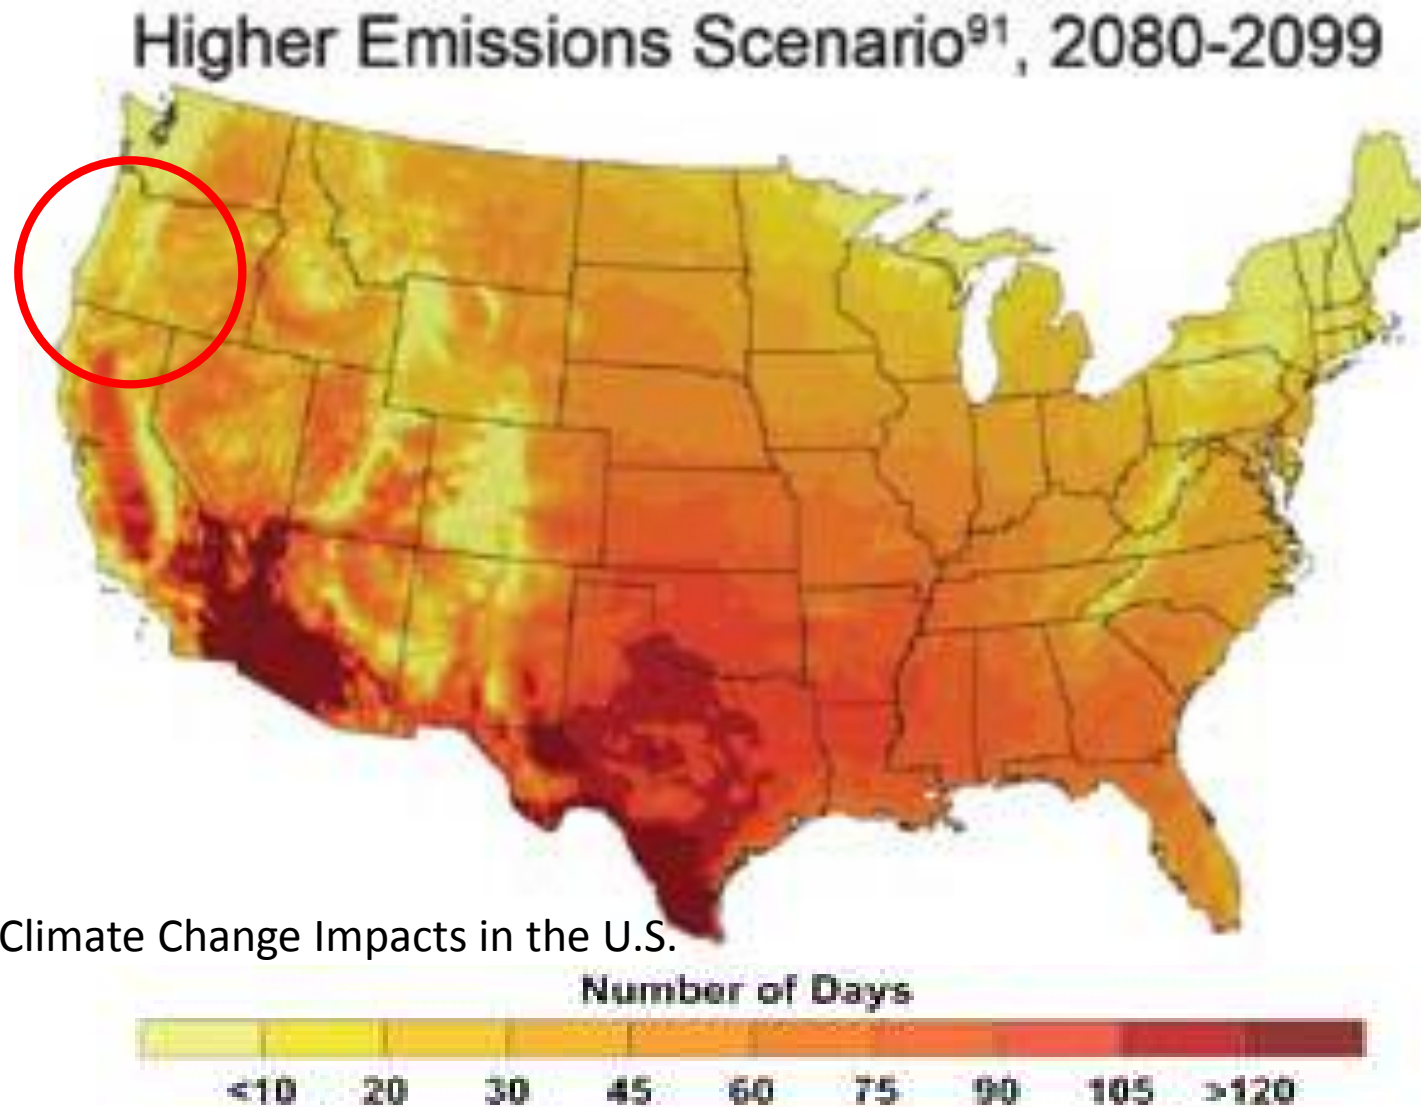 Higher Emissions Scenario⁹¹, 2080-2099
Climate Change Impacts in the U.S.
Number of Days
<10 20 30 45 60 75 90 105 >120